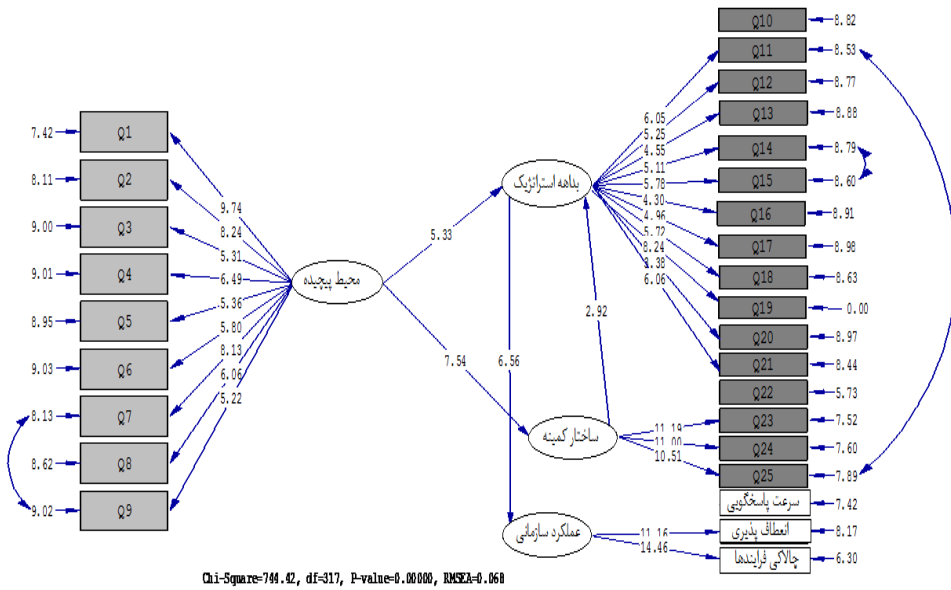 7.42 Q1
8.11 Q2
9.00 Q3
9.01 Q4
8.95 Q5
9.03 Q6
8.13 Q7
8.62 Q8
9.02 Q9
9.74
8.24
5.31
6.49
5.36
5.80
8.13
6.06
5.22
محیط پیچیده
5.33
7.54
بداهه استراتژیک
6.56
2.92
ساختار کمینه
عملکرد سازمانی
6.05
5.25
4.55
5.11
5.78
4.30
4.96
5.72
8.24
6.06
11.19
11.00
10.51
11.16
14.46
Q10 8.82
Q11 8.53
Q12 8.77
Q13 8.88
Q14 8.79
Q15 8.60
Q16 8.91
Q17 8.98
Q18 8.63
Q19 0.00
Q20 8.97
Q21 8.44
Q22 5.73
Q23 7.52
Q24 7.60
Q25 7.89
سرعت پاسخگویی 7.42
انعطاف پذیری 8.17
چالاکی فرایندها 6.30
Chi-Square=744.42, df=317, P-value=0.00000, RMSEA=0.068